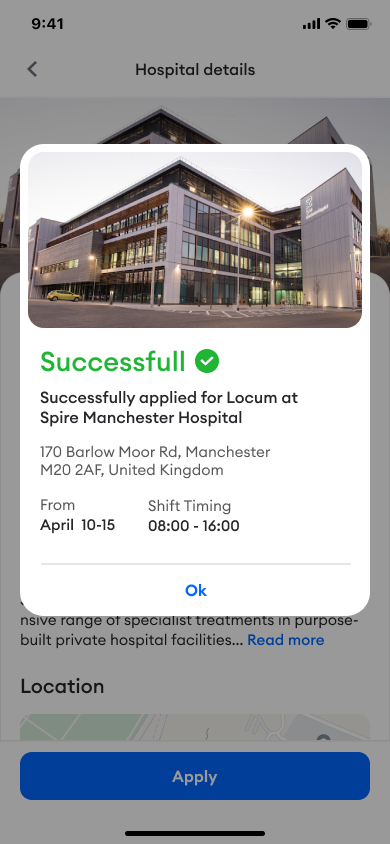 9:41
Hospital details
Successfull
Successfully applied for Locum at
Spire Manchester Hospital
170 Barlow Moor Rd, Manchester
M20 2AF, United Kingdom
From
Shift Timing
April 10-15
08:00 - 16:00
Ok
nsive range of specialist treatments in purpose-
built private hospital facilities... Read more
Location
Apply